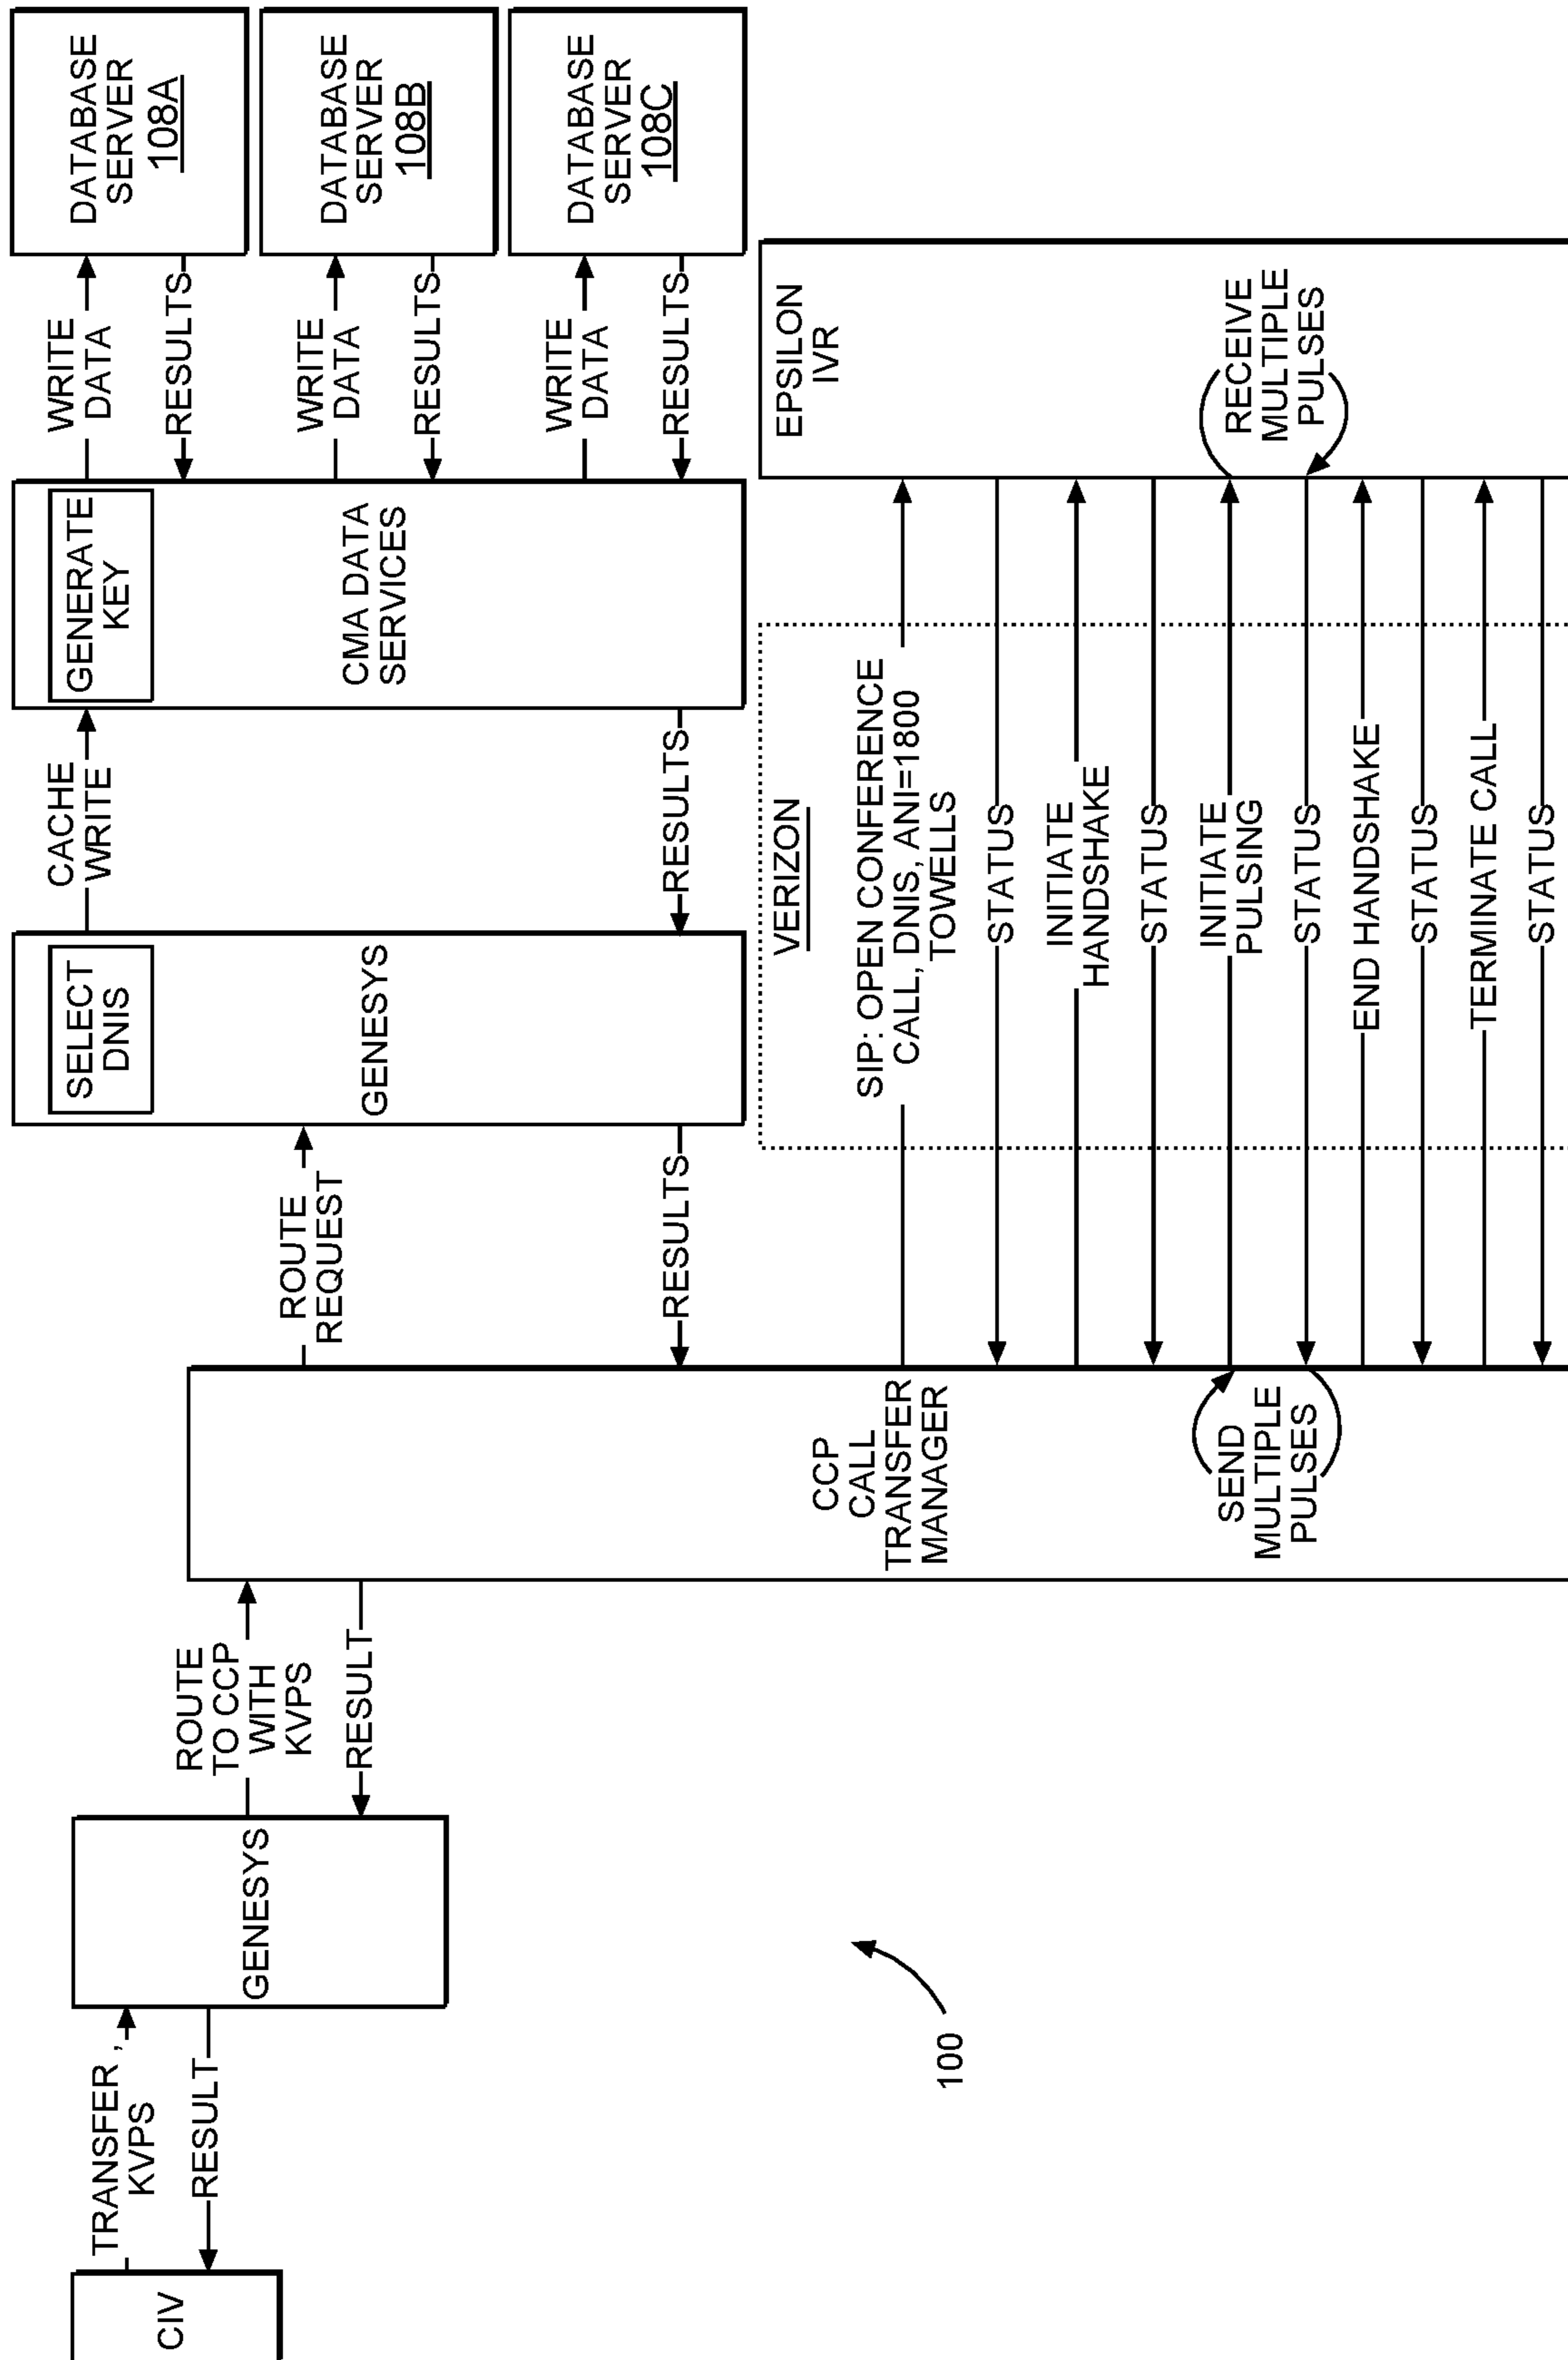 CIV
TRANSFER,
KVPS
RESULT
GENESYS
ROUTE
TO CCP
WITH
KVPS
RESULT
CCP
CALL
TRANSFER
MANAGER
SEND
MULTIPLE
PULSES
ROUTE
REQUEST
RESULTS
SELECT
DNIS
GENESYS
CACHE
WRITE
RESULTS
GENERATE
KEY
CMA DATA
SERVICES
WRITE
DATA
RESULTS
WRITE
DATA
RESULTS
WRITE
DATA
RESULTS
DATABASE
SERVER
108A
DATABASE
SERVER
108B
DATABASE
SERVER
108C
VERIZON
SIP: OPEN CONFERENCE
CALL, DNIS, ANI=1800
TOWELLS
STATUS
INITIATE
HANDSHAKE
STATUS
INITIATE
PULSING
STATUS
END HANDSHAKE
STATUS
TERMINATE CALL
STATUS
EPSILON
IVR
RECEIVE
MULTIPLE
PULSES
100